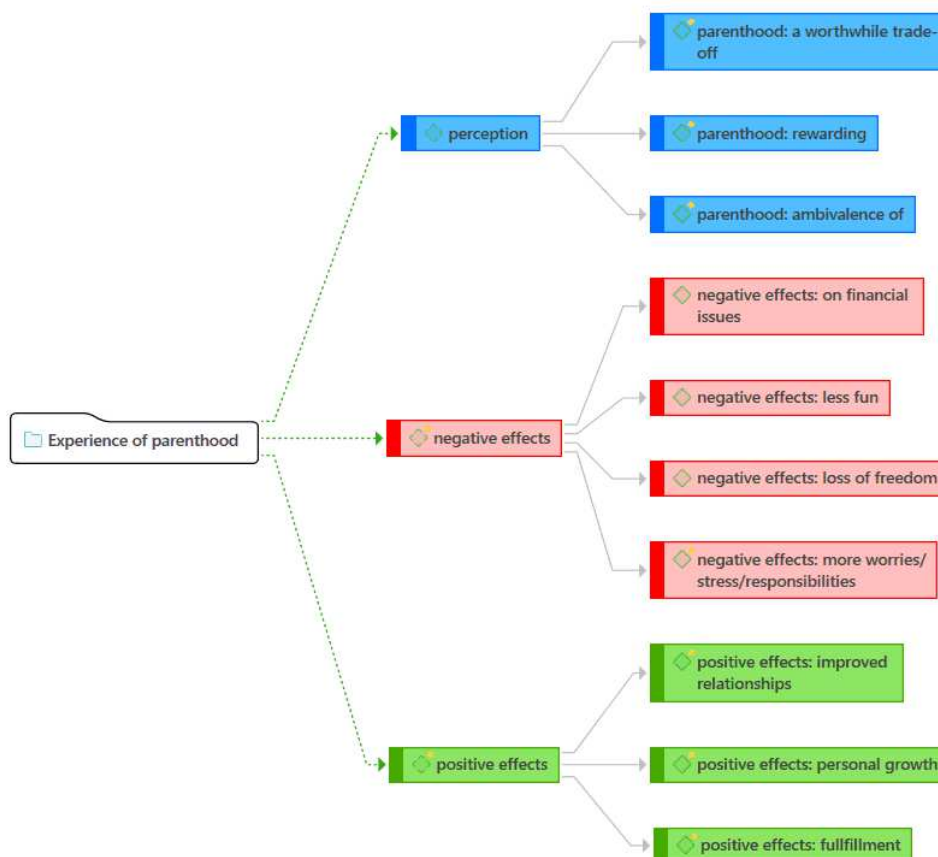 parenthood: a worthwhile trade-
off
perception
parenthood: rewarding
parenthood: ambivalence of
negative effects: on financial
issues
negative effects: less fun
Experience of parenthood
negative effects
negative effects: loss of freedom
negative effects: more worries/
stress/responsibilities
positive effects: improved
relationships
positive effects
positive effects: personal growth
positive effects: fullfillment